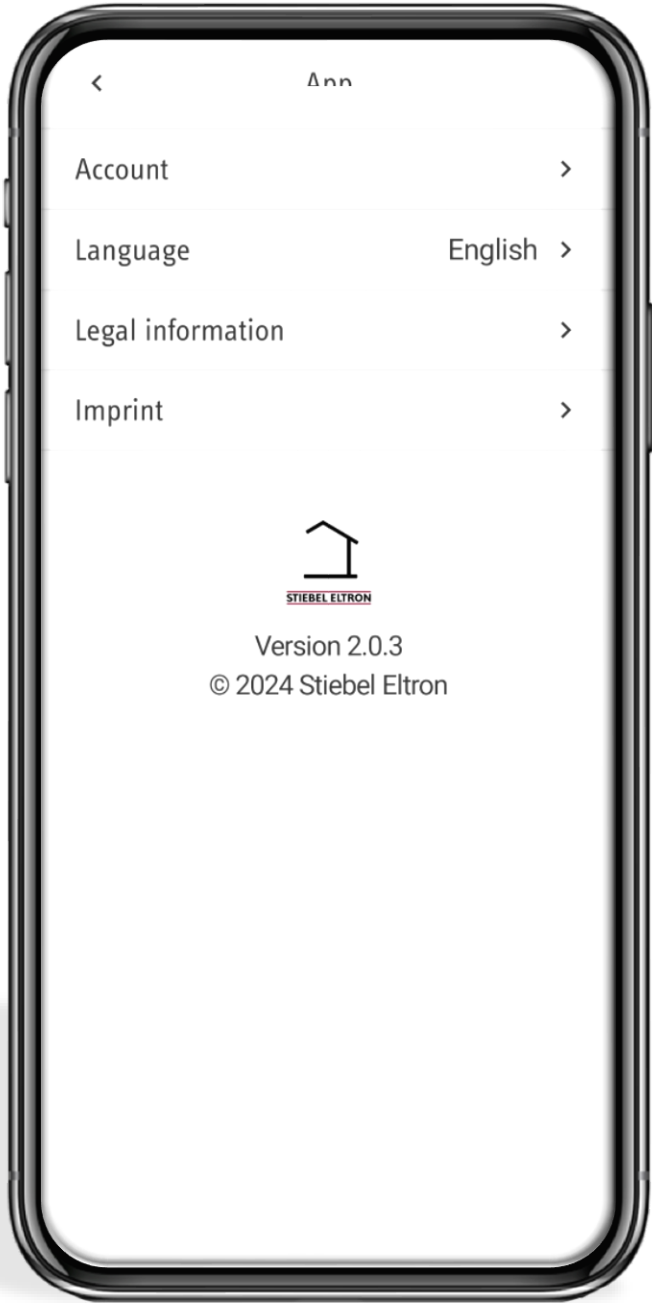 App
Account
Language English
Legal information
Imprint
STIEBEL ELTRON
Version 2.0.3
© 2024 Stiebel Eltron